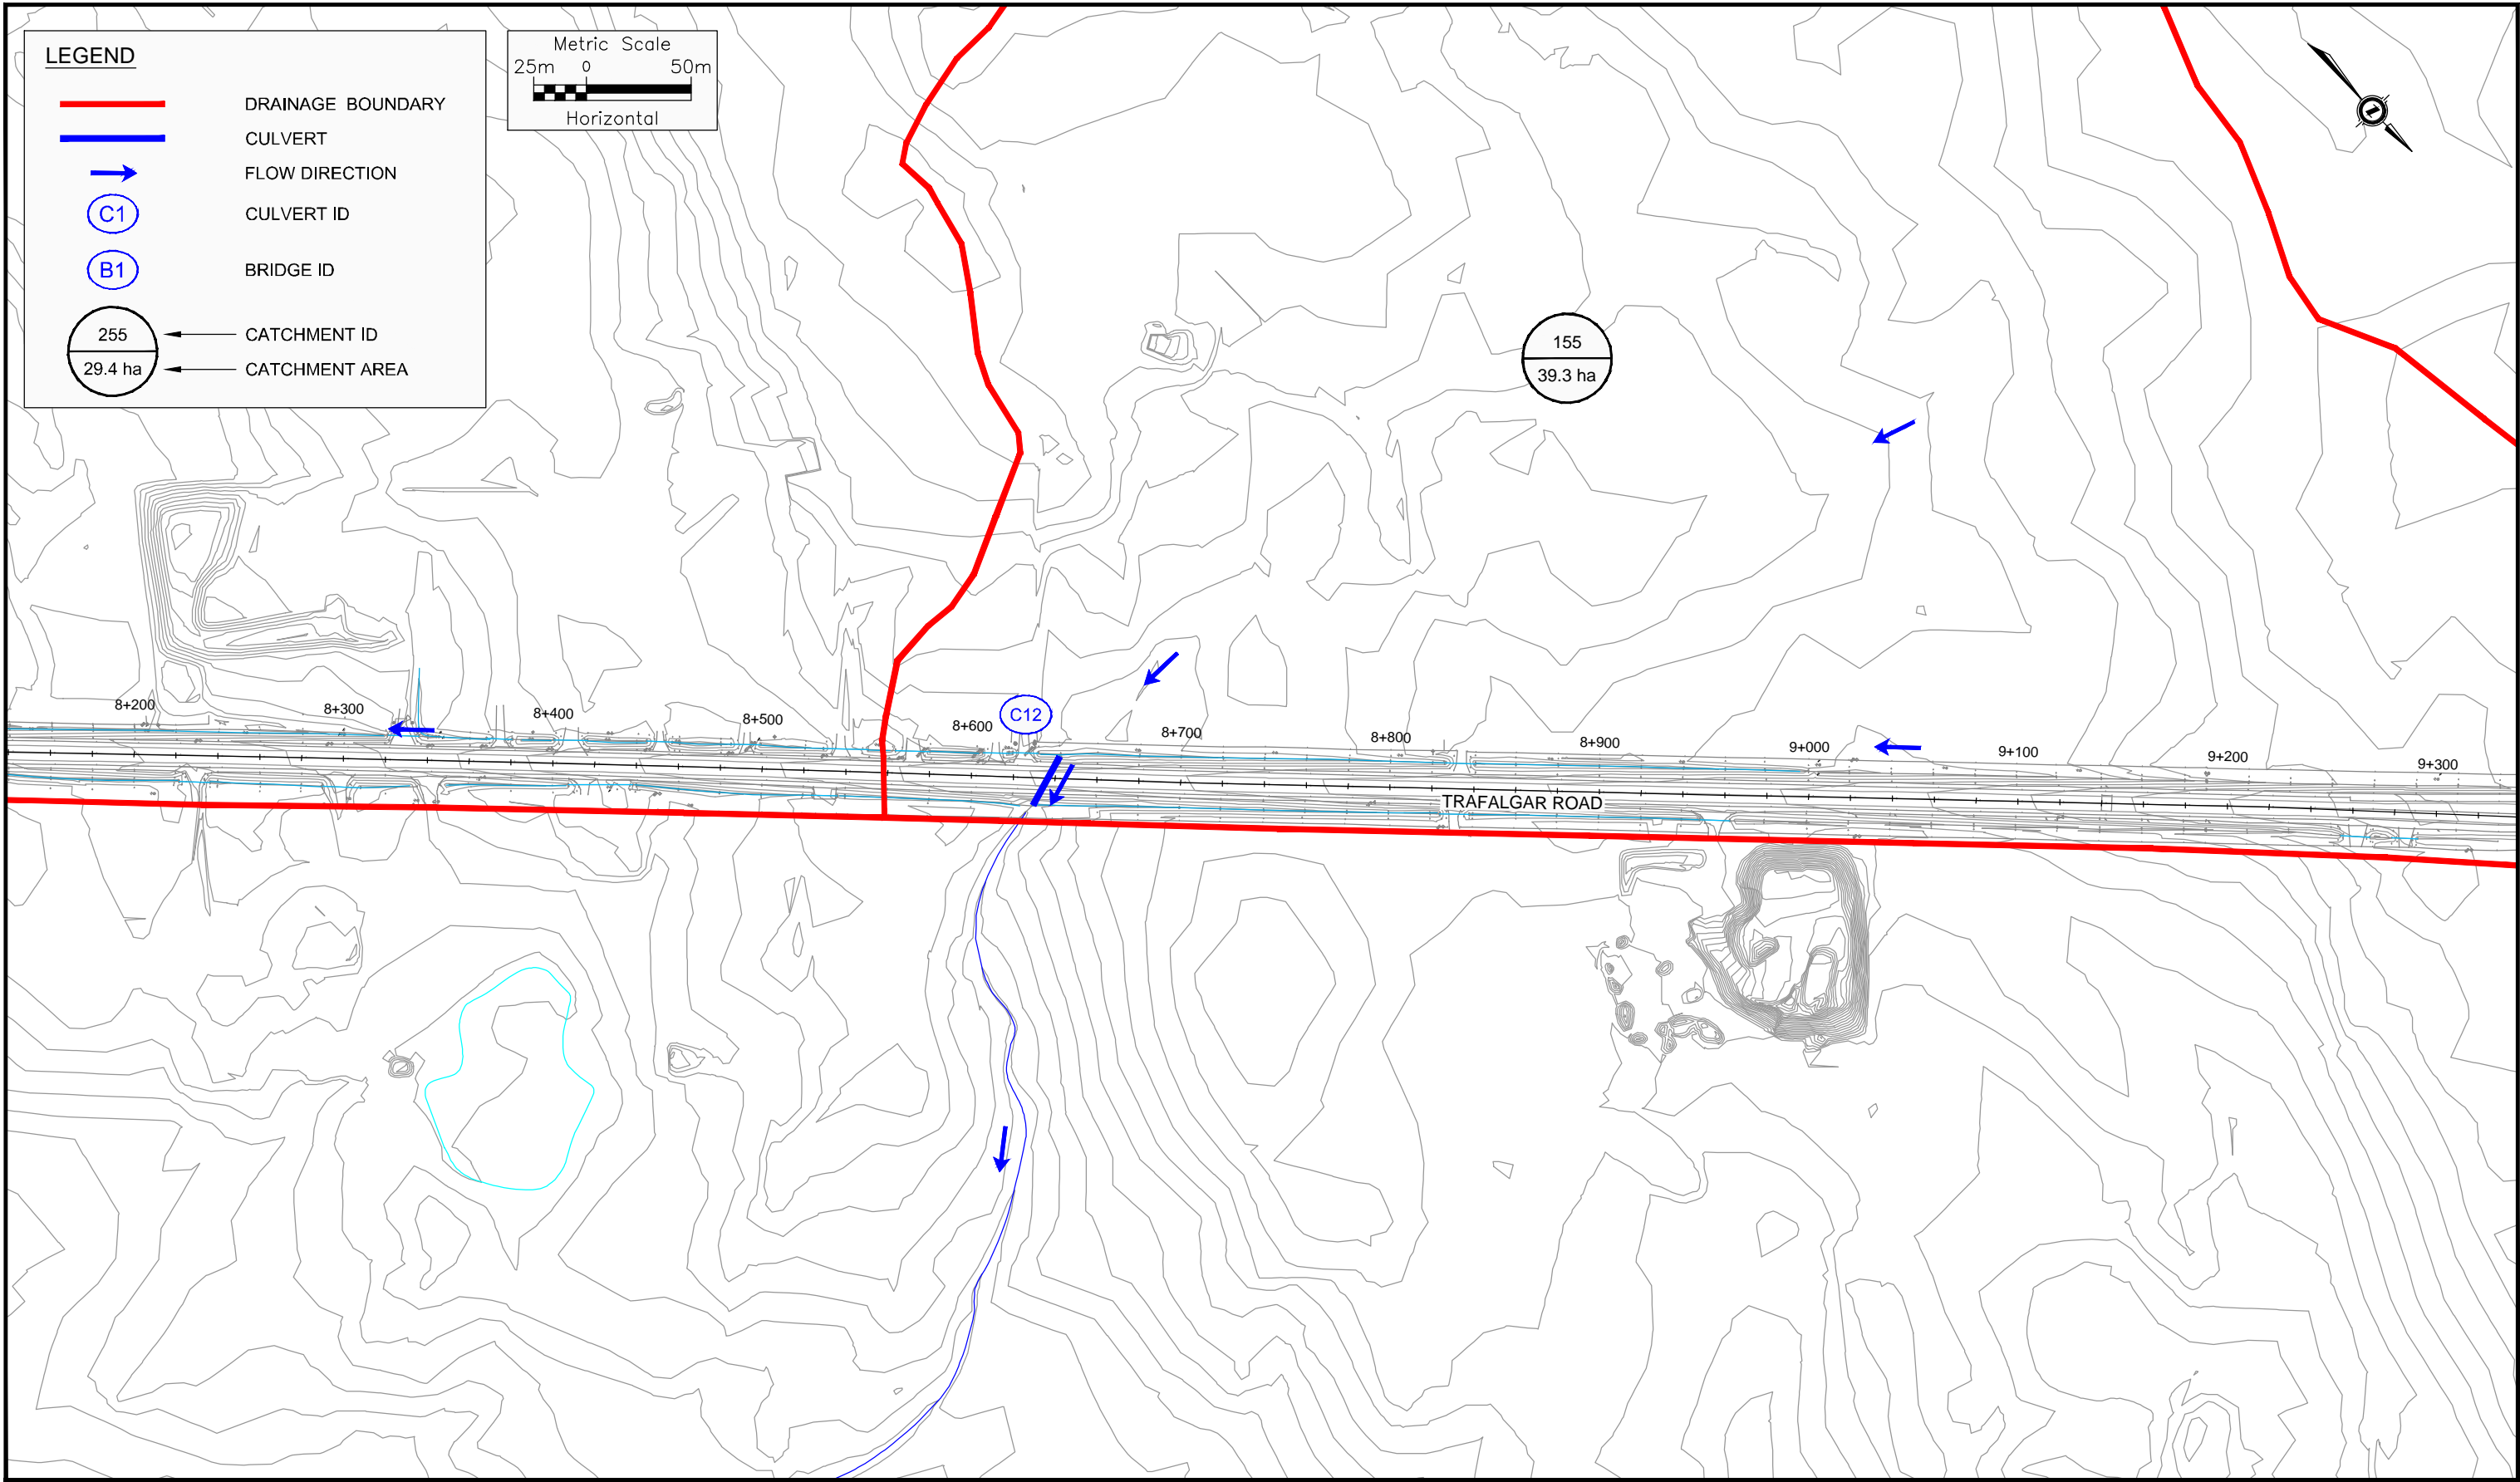 LEGEND
DRAINAGE BOUNDARY
CULVERT
FLOW DIRECTION
C1 CULVERT ID
B1 BRIDGE ID
255 CATCHMENT ID
29.4 ha CATCHMENT AREA
Metric Scale
25m 0 50m
Horizontal
Z
155
39.3 ha
C12
8+200 8+300 8+400 8+500 8+600 8+700 8+800 8+900 9+000 9+100 9+200 9+300
TRAFALGAR ROAD